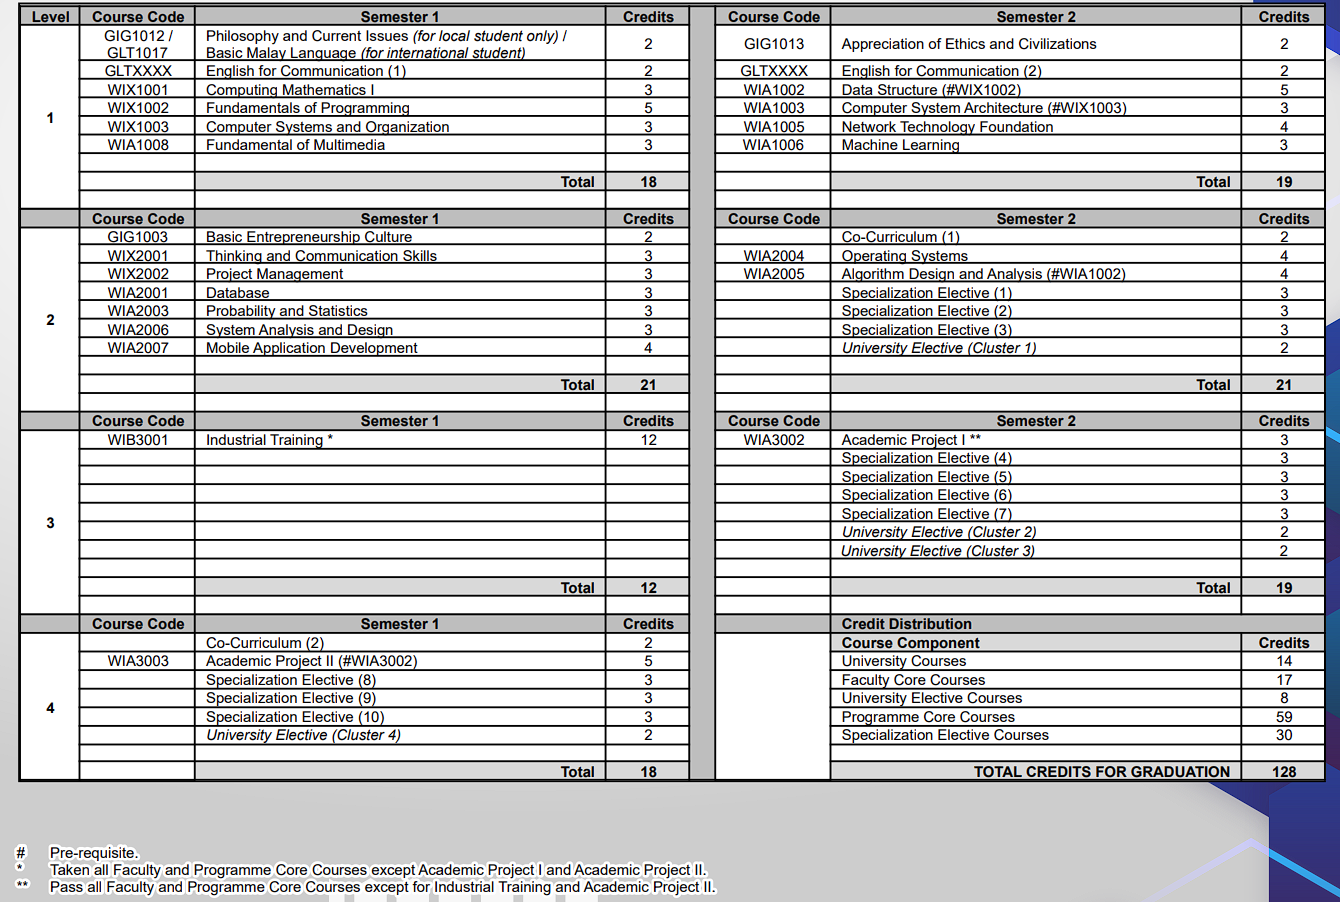 Level Course Code Semester 1 Credits Course Code Semester 2 Credits
1
GIG1012 / GLT1017 Philosophy and Current Issues (for local student only) / Basic Malay Language (for international student) 2 GIG1013 Appreciation of Ethics and Civilizations 2
GLTXXXX English for Communication (1) 2 GLTXXXX English for Communication (2) 2
WIX1001 Computing Mathematics I 3 WIA1002 Data Structure (#WIX1002) 5
WIX1002 Fundamentals of Programming 5 WIA1003 Computer System Architecture (#WIX1003) 3
WIX1003 Computer Systems and Organization 3 WIA1005 Network Technology Foundation 4
WIA1008 Fundamental of Multimedia 3 WIA1006 Machine Learning 3
Total 18 Total 19
Course Code Semester 1 Credits Course Code Semester 2 Credits
2
GIG1003 Basic Entrepreneurship Culture 2 Co-Curriculum (1) 2
WIX2001 Thinking and Communication Skills 3 WIA2004 Operating Systems 4
WIX2002 Project Management 3 WIA2005 Algorithm Design and Analysis (#WIA1002) 4
WIA2001 Database 3 Specialization Elective (1) 3
WIA2003 Probability and Statistics 3 Specialization Elective (2) 3
WIA2006 System Analysis and Design 3 Specialization Elective (3) 3
WIA2007 Mobile Application Development 4 University Elective (Cluster 1) 2
Total 21 Total 21
Course Code Semester 1 Credits Course Code Semester 2 Credits
3
WIB3001 Industrial Training * 12 WIA3002 Academic Project I ** 3
Specialization Elective (4) 3
Specialization Elective (5) 3
Specialization Elective (6) 3
Specialization Elective (7) 3
University Elective (Cluster 2) 2
University Elective (Cluster 3) 2
Total 12 Total 19
Course Code Semester 1 Credits Credit Distribution
4
Co-Curriculum (2) 2 Course Component Credits
WIA3003 Academic Project II (#WIA3002) 5 University Courses 14
Specialization Elective (8) 3 Faculty Core Courses 17
Specialization Elective (9) 3 University Elective Courses 8
Specialization Elective (10) 3 Programme Core Courses 59
University Elective (Cluster 4) 2 Specialization Elective Courses 30
Total 18 TOTAL CREDITS FOR GRADUATION 128
# Pre-requisite.
* Taken all Faculty and Programme Core Courses except Academic Project I and Academic Project II.
** Pass all Faculty and Programme Core Courses except for Industrial Training and Academic Project II.